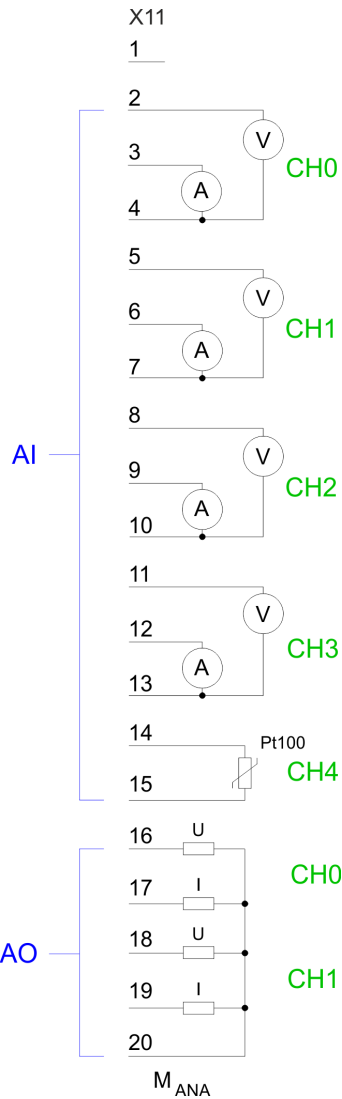 X11
1
2
V
3
CH0
A
4
5
V
6
CH1
A
7
8
V
AI
9
CH2
A
10
11
V
12
CH3
A
13
14
Pt100
CH4
15
16 U
CH0
17 I
18 U
AO
CH1
19 I
20
M ANA